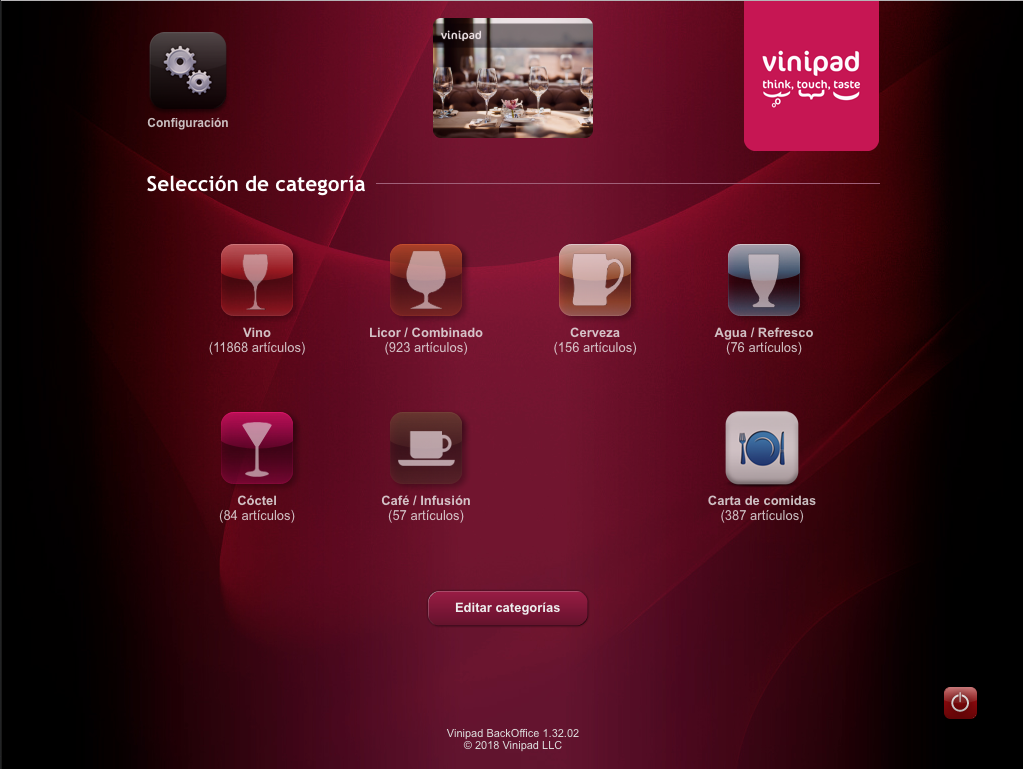 Configuración
vinipad
vinipad
think, touch, taste
Selección de categoría
Vino
(11868 artículos)
Licor / Combinado
(923 artículos)
Cerveza
(156 artículos)
Agua / Refresco
(76 artículos)
Cóctel
(84 artículos)
Café / Infusión
(57 artículos)
Carta de comidas
(387 artículos)
Editar categorías
Vinipad BackOffice 1.32.02
© 2018 Vinipad LLC